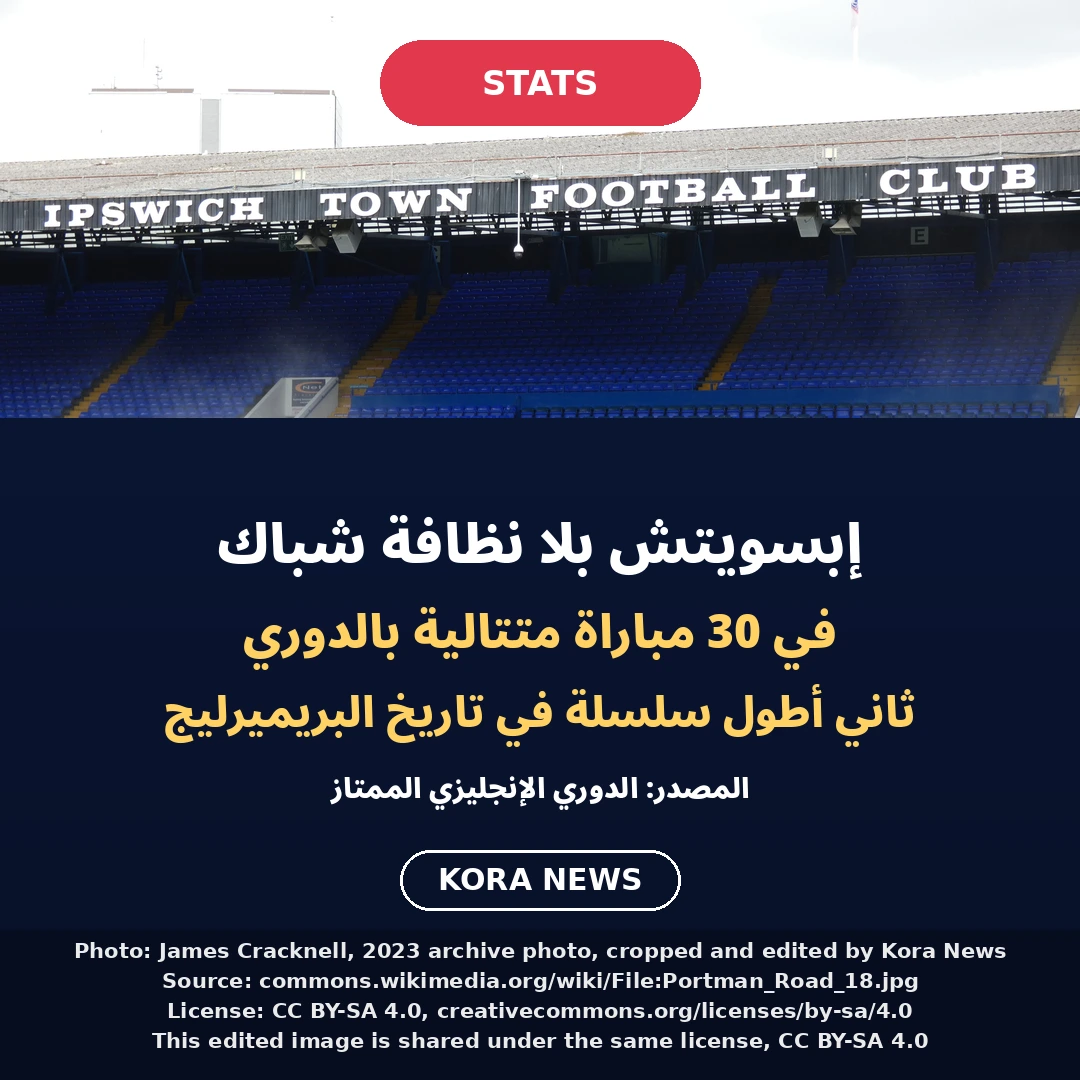 STATS
IPSWICH TOWN FOOTBALL CLUB
E
إبسويتش بلا نظافة شباك
في 30 مباراة متتالية بالدوري
ثاني أطول سلسلة في تاريخ البريميرليج
المصدر: الدوري الإنجليزي الممتاز
KORA NEWS
Photo: James Cracknell, 2023 archive photo, cropped and edited by Kora News
Source: commons.wikimedia.org/wiki/File:Portman_Road_18.jpg
License: CC BY-SA 4.0, creativecommons.org/licenses/by-sa/4.0
This edited image is shared under the same license, CC BY-SA 4.0